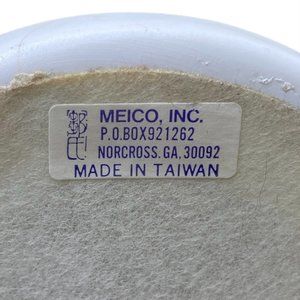 MEICO, INC.
P.O.BOX921262
NORCROSS.GA.30092
MADE IN TAIWAN